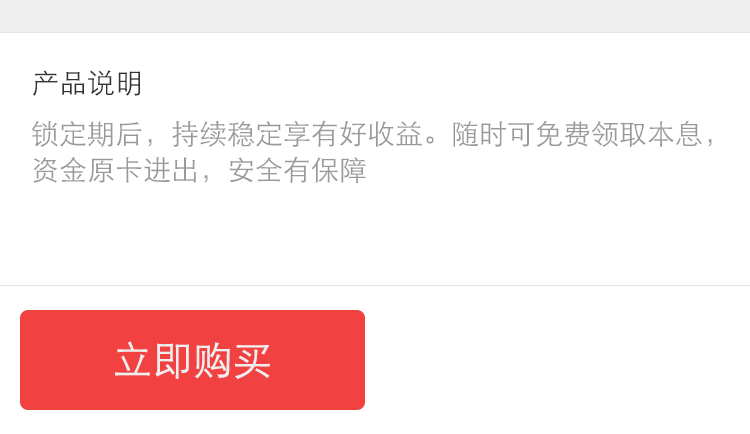 产品说明
锁定期后，持续稳定享有好收益。随时可免费领取本息，
资金原卡进出，安全有保障
立即购买